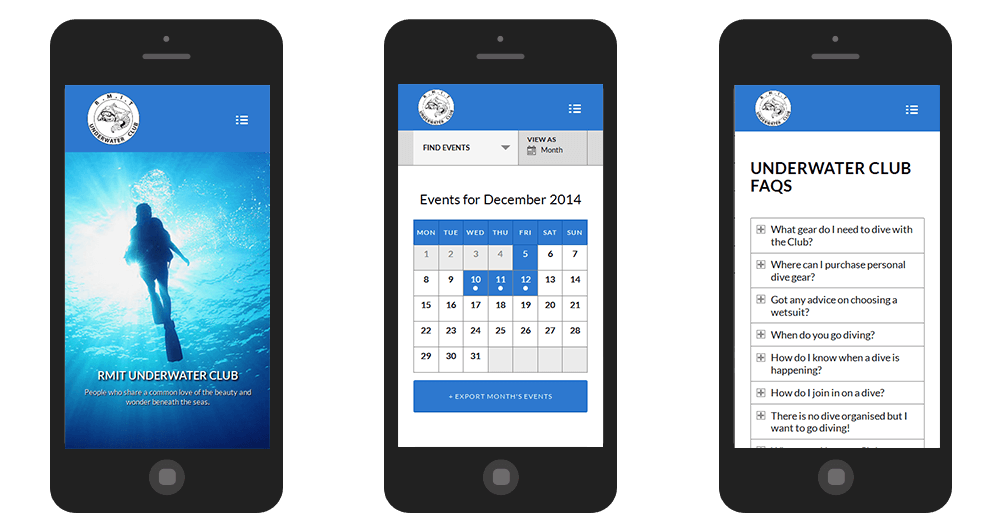 R.M.I.T
UNDERWATER CLUB
RMIT UNDERWATER CLUB
People who share a common love of the beauty and
wonder beneath the seas.
R.M.I.T
UNDERWATER CLUB
FIND EVENTS
VIEW AS
Month
Events for December 2014
MON TUE WED THU FRI SAT SUN
1 2 3 4 5 6 7
8 9 10 11 12 13 14
15 16 17 18 19 20 21
22 23 24 25 26 27 28
29 30 31
+ EXPORT MONTH'S EVENTS
R.M.I.T
UNDERWATER CLUB
UNDERWATER CLUB
FAQS
What gear do I need to dive with
the Club?
Where can I purchase personal
dive gear?
Got any advice on choosing a
wetsuit?
When do you go diving?
How do I know when a dive is
happening?
How do I join in on a dive?
There is no dive organised but I
want to go diving!